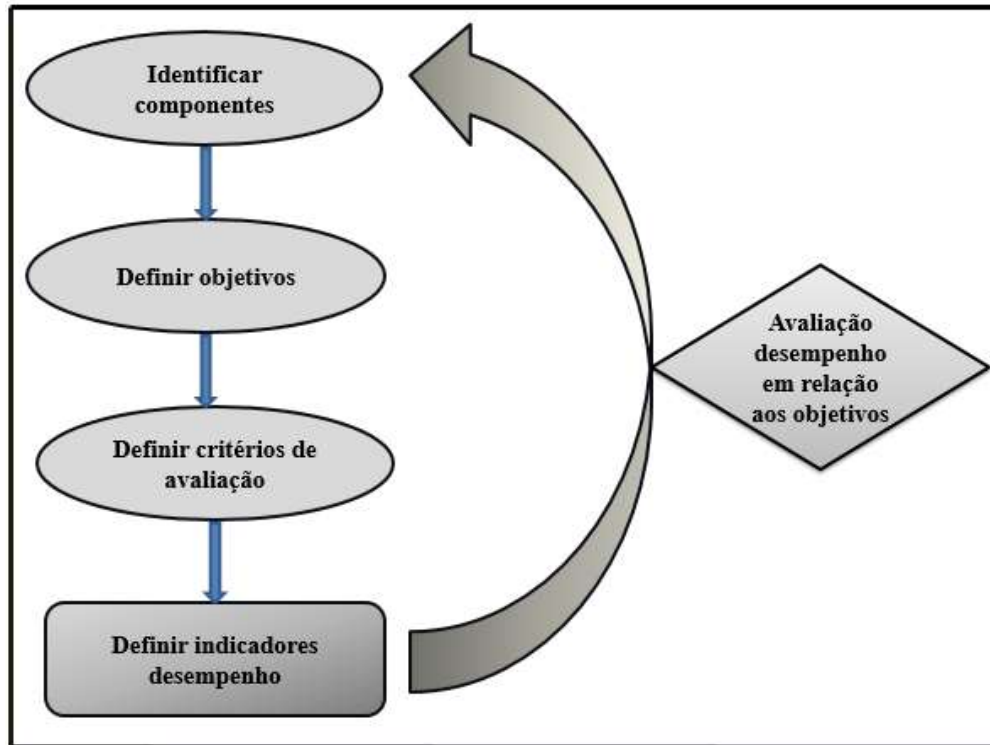 Identificar
componentes
Definir objetivos
Definir critérios de
avaliação
Definir indicadores
desempenho
Avaliação
desempenho
em relação
aos objetivos